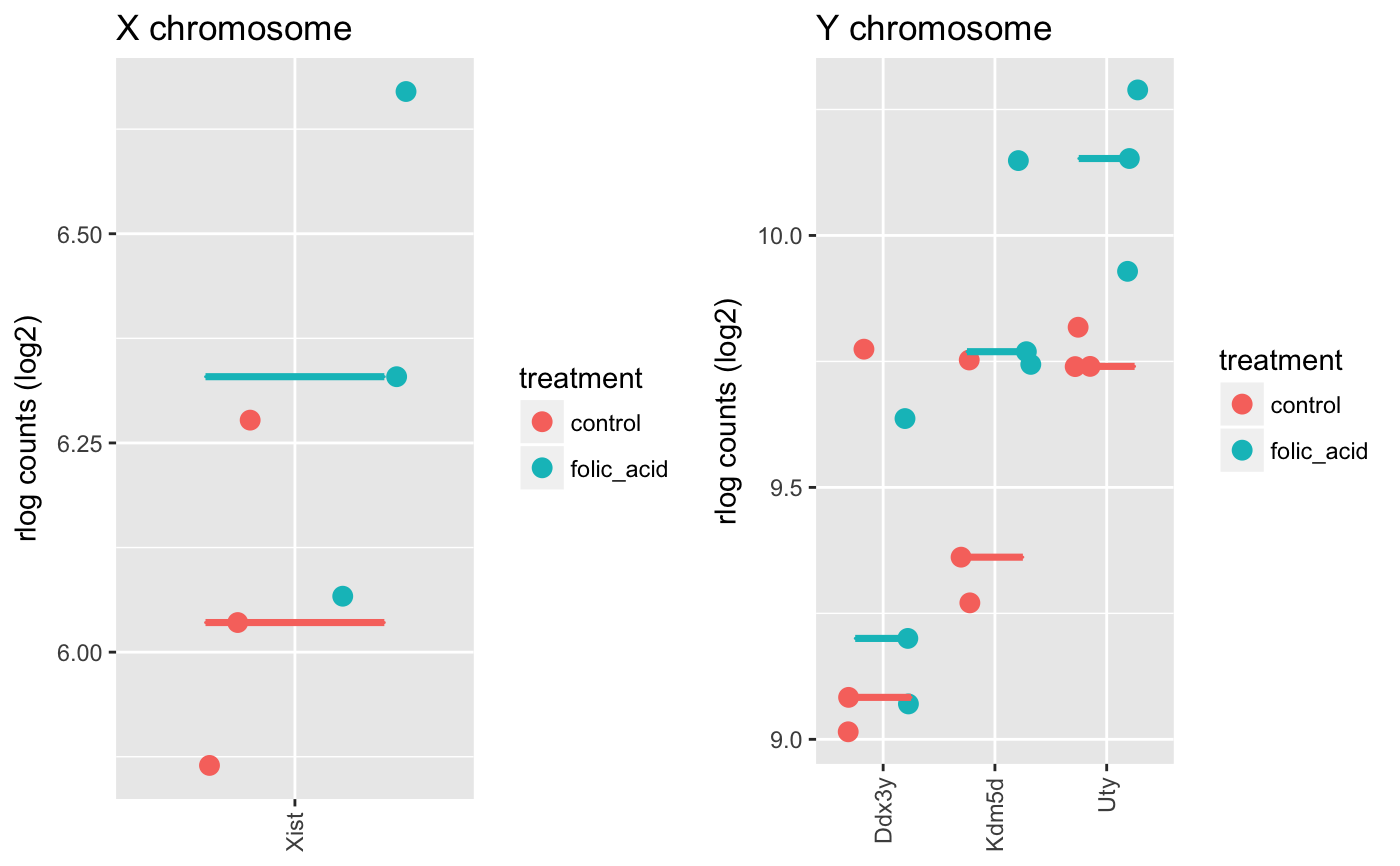 X chromosome
rlog counts (log2)
6.50
6.25
6.00
Xist
treatment
control
folic_acid
Y chromosome
rlog counts (log2)
10.0
9.5
9.0
Ddx3y
Kdm5d
Uty
treatment
control
folic_acid